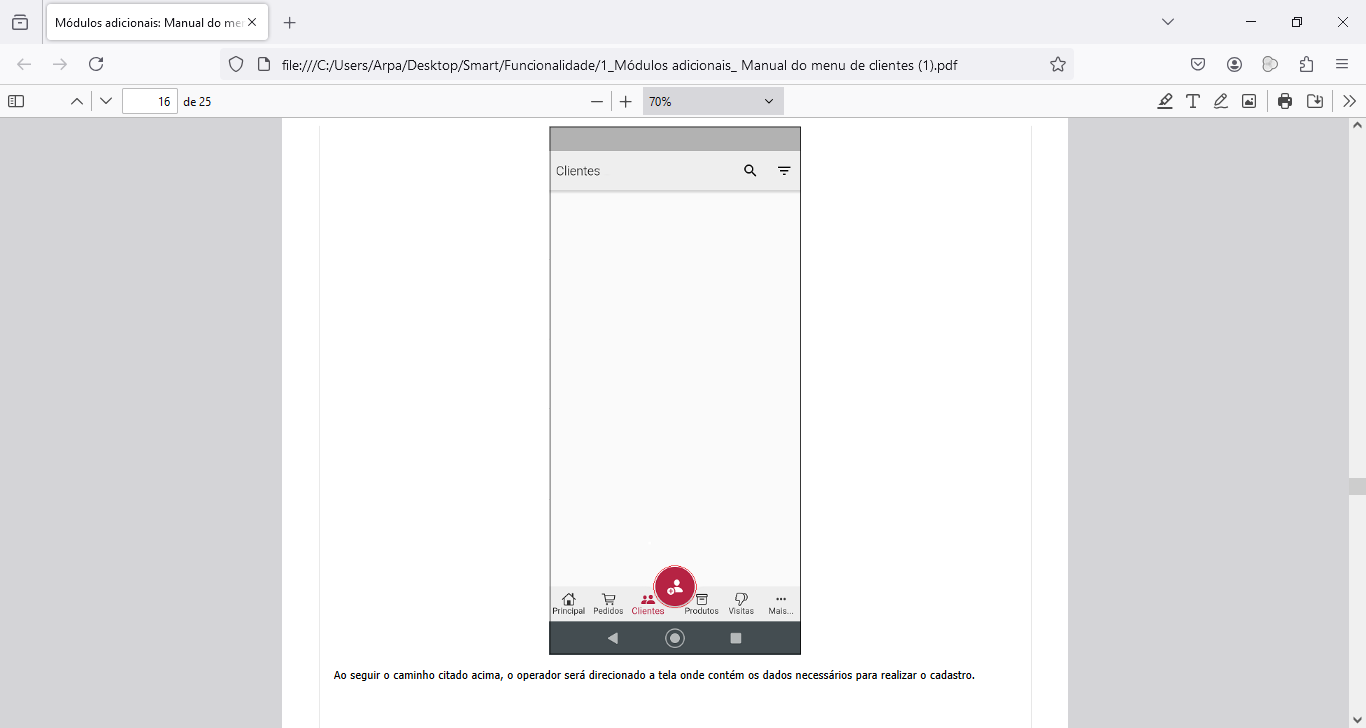 Módulos adicionais: Manual do me
file:///C:/Users/Arpa/Desktop/Smart/Funcionalidade/1_Módulos adicionais_ Manual do menu de clientes (1).pdf
16 de 25
70%
Clientes
Principal Pedidos Clientes Produtos Visitas Mais...
Ao seguir o caminho citado acima, o operador será direcionado a tela onde contém os dados necessários para realizar o cadastro.